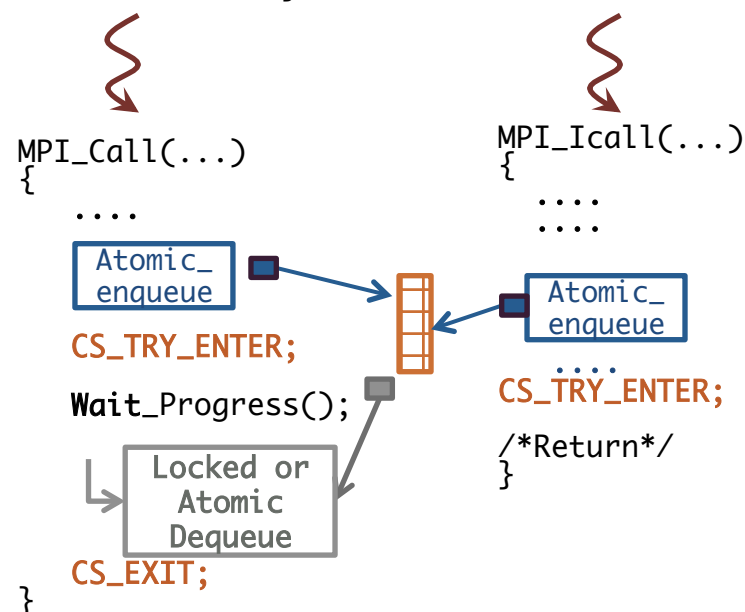 MPI_Call(...)
{
....
Atomic_
enqueue
CS_TRY_ENTER;
Wait_Progress();
Locked or
Atomic
Dequeue
CS_EXIT;
}
MPI_Icall(...)
{
....
....
Atomic_
enqueue
....
CS_TRY_ENTER;
/*Return*/
}